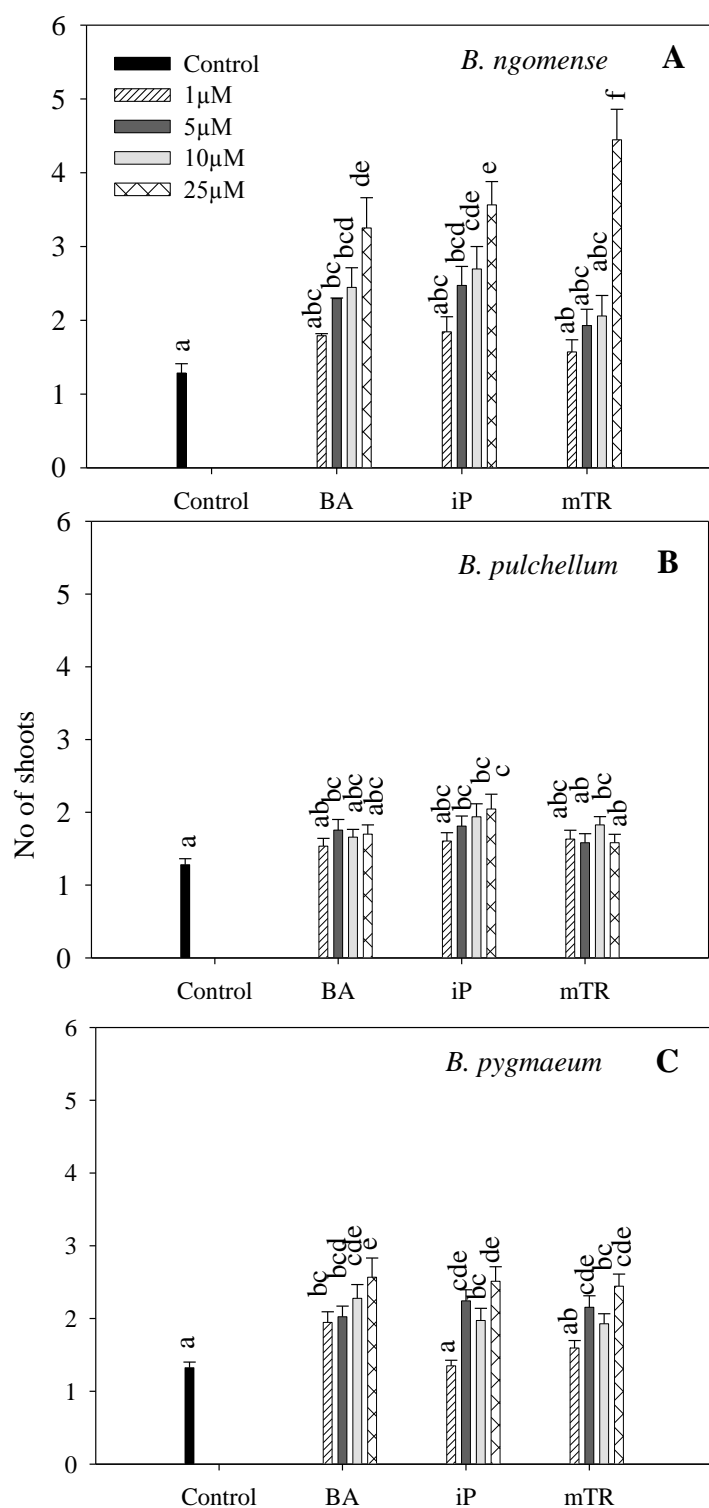 6
5
4
3
2
1
0
Control
1µM
5µM
10µM
25µM
B. ngomense A
a
abc
bc
bcd
de
abc
bcd
cde
e
ab
abc
abc
f
Control BA iP mTR
No of shoots
6
5
4
3
2
1
0
B. pulchellum B
a
ab
bc
abc
abc
abc
bc
bc
c
abc
ab
bc
ab
Control BA iP mTR
6
5
4
3
2
1
0
B. pygmaeum C
a
bc
bcd
cde
e
a
cde
bc
de
ab
cde
bc
cde
Control BA iP mTR